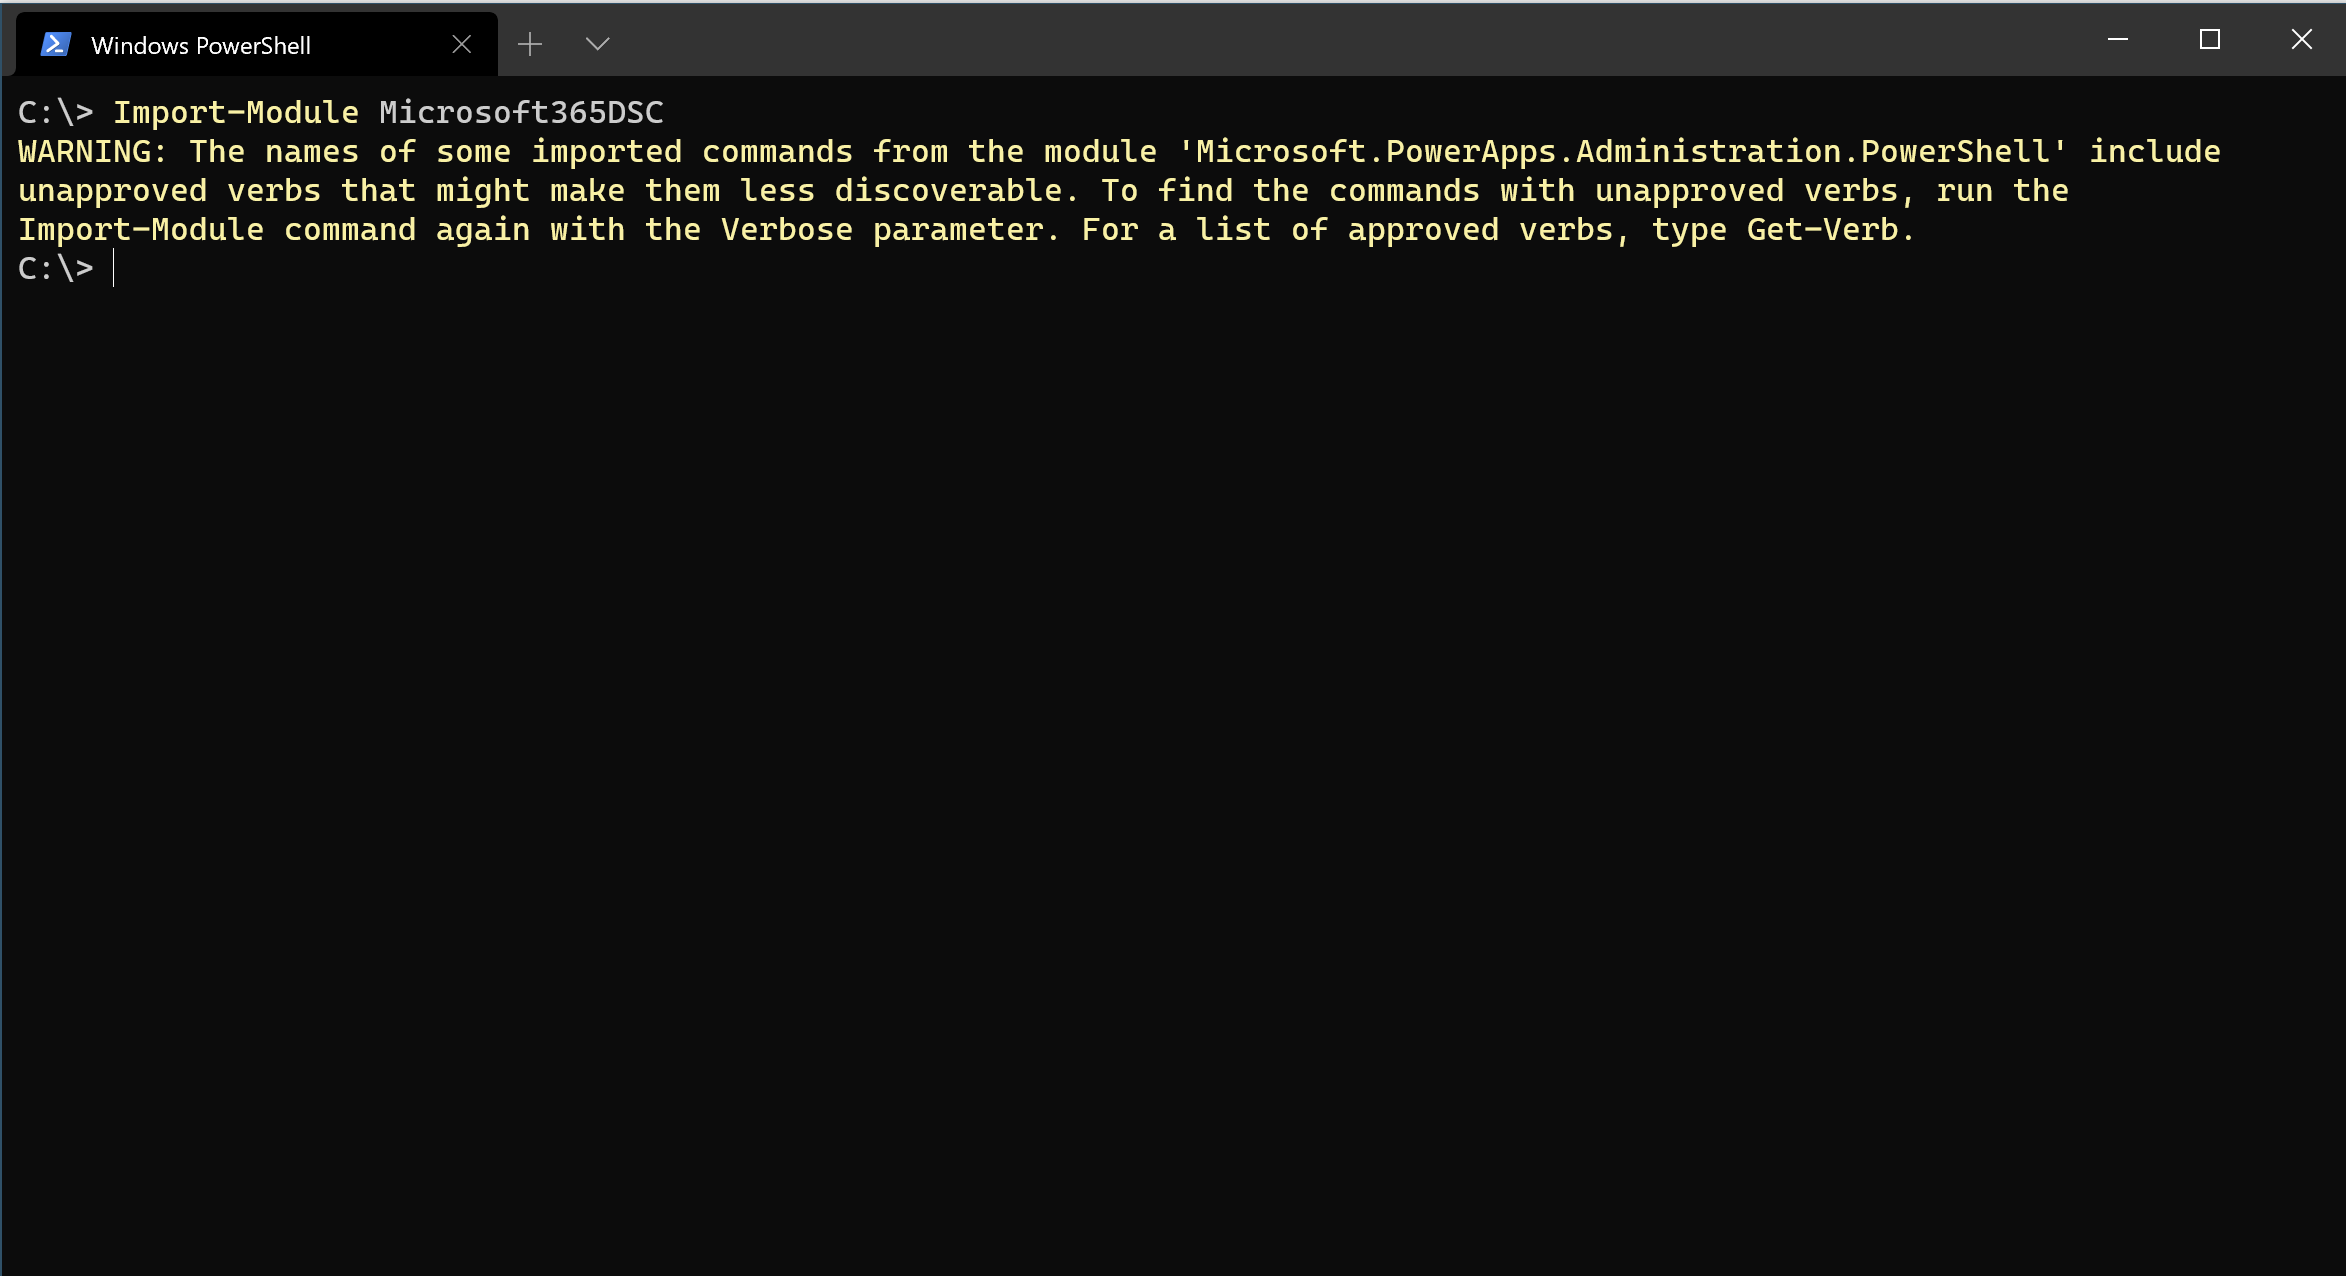 Windows PowerShell
C:\> Import-Module Microsoft365DSC
WARNING: The names of some imported commands from the module 'Microsoft.PowerApps.Administration.PowerShell' include
unapproved verbs that might make them less discoverable. To find the commands with unapproved verbs, run the
Import-Module command again with the Verbose parameter. For a list of approved verbs, type Get-Verb.
C:\>